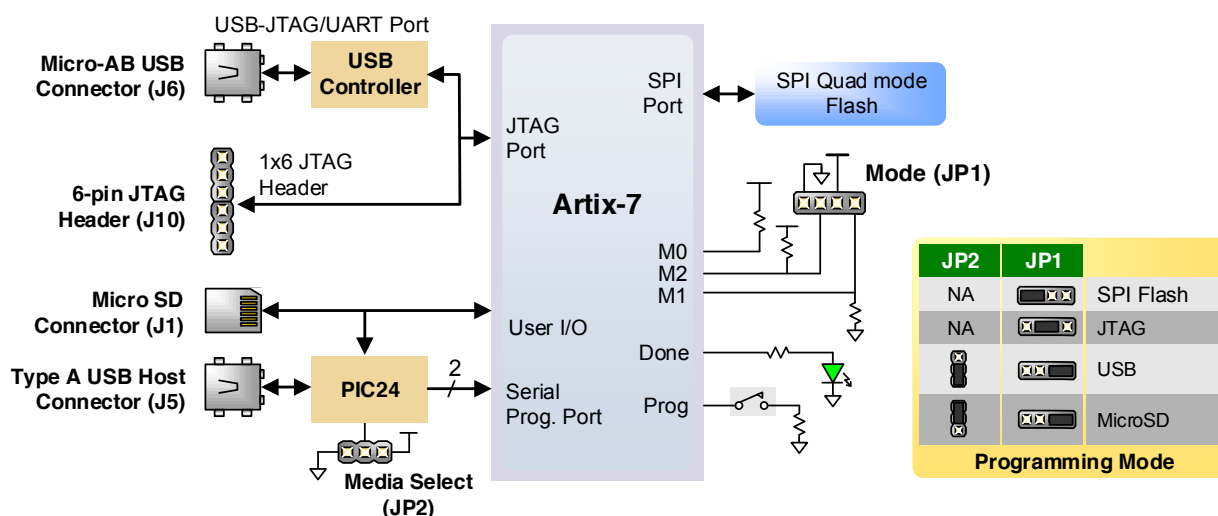 USB-JTAG/UART Port
Micro-AB USB
Connector (J6)
USB
Controller
1x6 JTAG
Header
6-pin JTAG
Header (J10)
Micro SD
Connector (J1)
Type A USB Host
Connector (J5)
PIC24
2
Media Select
(JP2)
JTAG
Port
User I/O
Serial
Prog. Port
Artix-7
SPI
Port
M0
M2
M1
Done
Prog
SPI Quad mode
Flash
Mode (JP1)
JP2 JP1
NA SPI Flash
NA JTAG
USB
MicroSD
Programming Mode